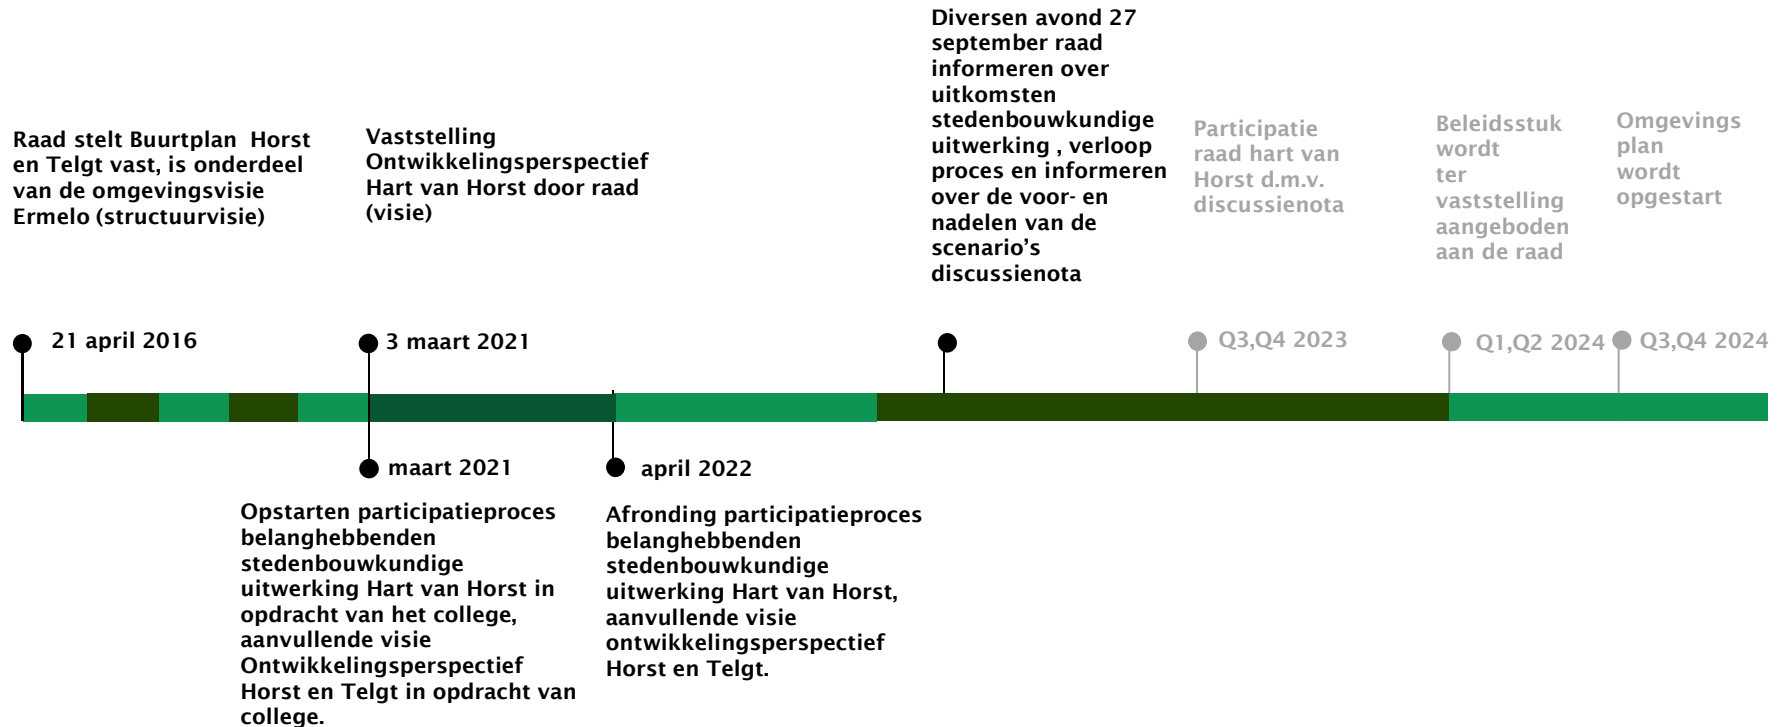 Raad stelt Buurtplan  Horst
en Telgt vast, is onderdeel
van de omgevingsvisie
Ermelo (structuurvisie)
21 april 2016
Vaststelling
Ontwikkelingsperspectief
Hart van Horst door raad
(visie)
3 maart 2021
Diversen avond 27
september raad
informeren over
uitkomsten
stedenbouwkundige
uitwerking , verloop
proces en informeren
over de voor- en
nadelen van de
scenario’s
discussienota
Participatie
raad hart van
Horst d.m.v.
discussienota
Q3,Q4 2023
Beleidsstuk
wordt
ter
vaststelling
aangeboden
aan de raad
Q1,Q2 2024
Omgevings
plan
wordt
opgestart
Q3,Q4 2024
maart 2021
Opstarten participatieproces
belanghebbenden
stedenbouwkundige
uitwerking Hart van Horst in
opdracht van het college,
aanvullende visie
Ontwikkelingsperspectief
Horst en Telgt in opdracht van
college.
april 2022
Afronding participatieproces
belanghebbenden
stedenbouwkundige
uitwerking Hart van Horst,
aanvullende visie
ontwikkelingsperspectief
Horst en Telgt.